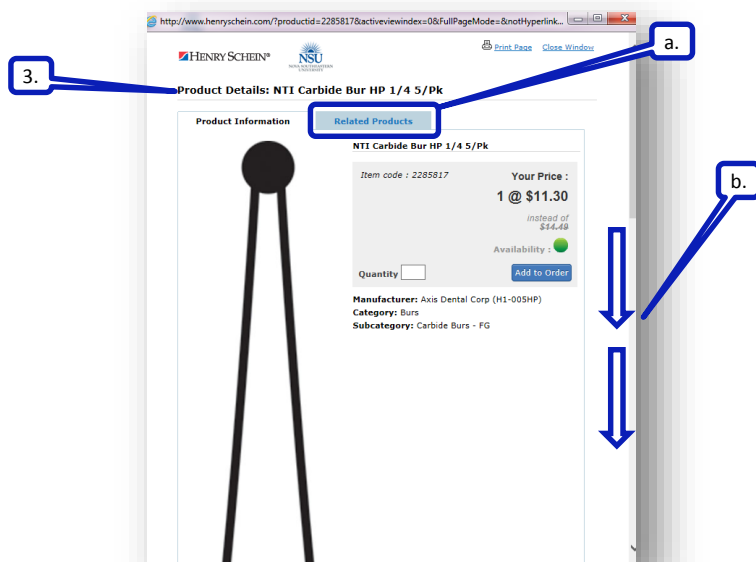 http://www.henryschein.com/?productid=2285817&activeviewindex=0&FullPageMode=&notHyperlink...
HENRY SCHEIN®
NSU
NOVA SOUTHEASTERN
UNIVERSITY
Print Page Close Window
a.
3.
Product Details: NTI Carbide Bur HP 1/4 5/Pk
Product Information Related Products
NTI Carbide Bur HP 1/4 5/Pk
Item code : 2285817 Your Price :
1 @ $11.30
instead of
$14.49
Availability :
Quantity Add to Order
b.
Manufacturer: Axis Dental Corp (H1-005HP)
Category: Burs
Subcategory: Carbide Burs - FG